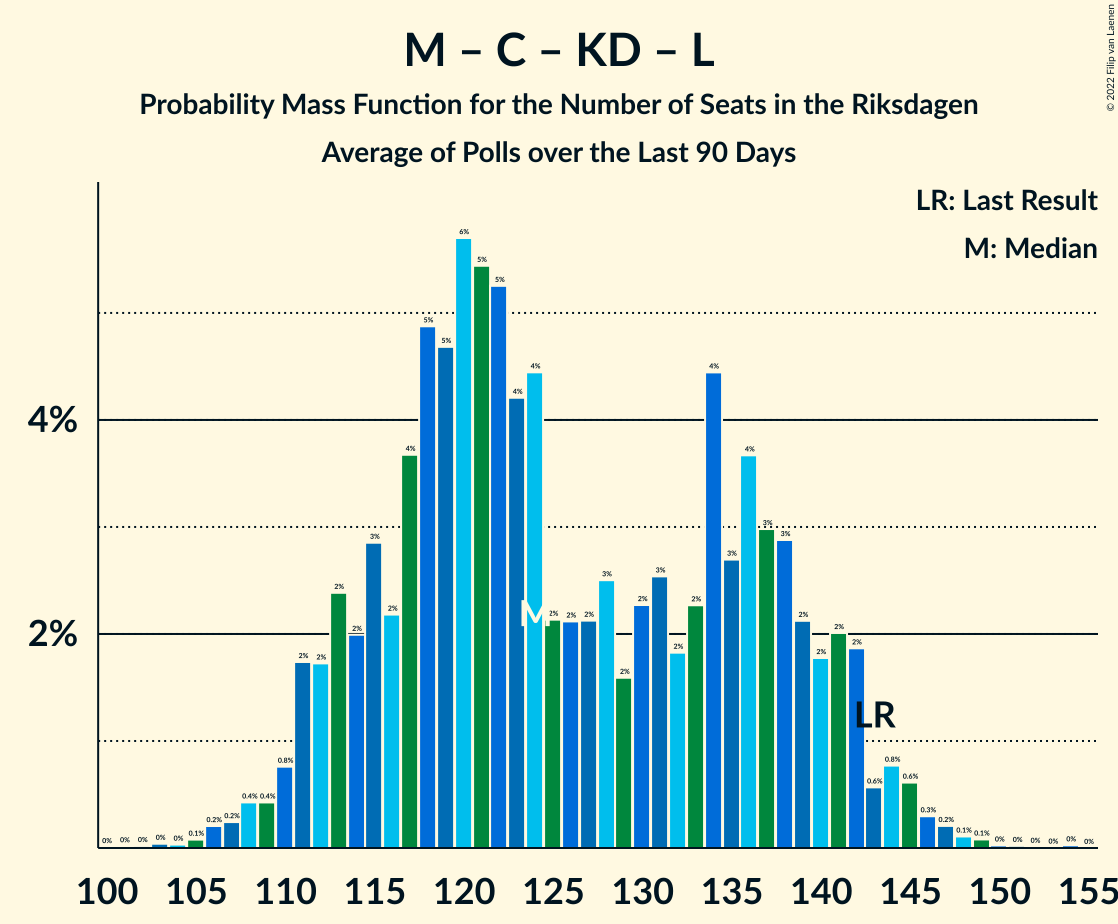 M – C – KD – L
Probability Mass Function for the Number of Seats in the Riksdagen
Average of Polls over the Last 90 Days
© 2022 Filip van Laenen
LR: Last Result
M: Median
4%
2%
0% 0% 0% 0% 0% 0.1% 0.2% 0.2% 0.4% 0.4% 0.8% 2% 2% 2% 2% 3% 2% 4% 5% 5% 6% 5% 5% 4% 4% 2% 2% 2% 3% 2% 2% 3% 2% 2% 4% 3% 4% 3% 3% 2% 2% 2% 2% 0.6% 0.8% 0.6% 0.3% 0.2% 0.1% 0.1% 0% 0% 0% 0% 0% 0%
M
LR
100 105 110 115 120 125 130 135 140 145 150 155